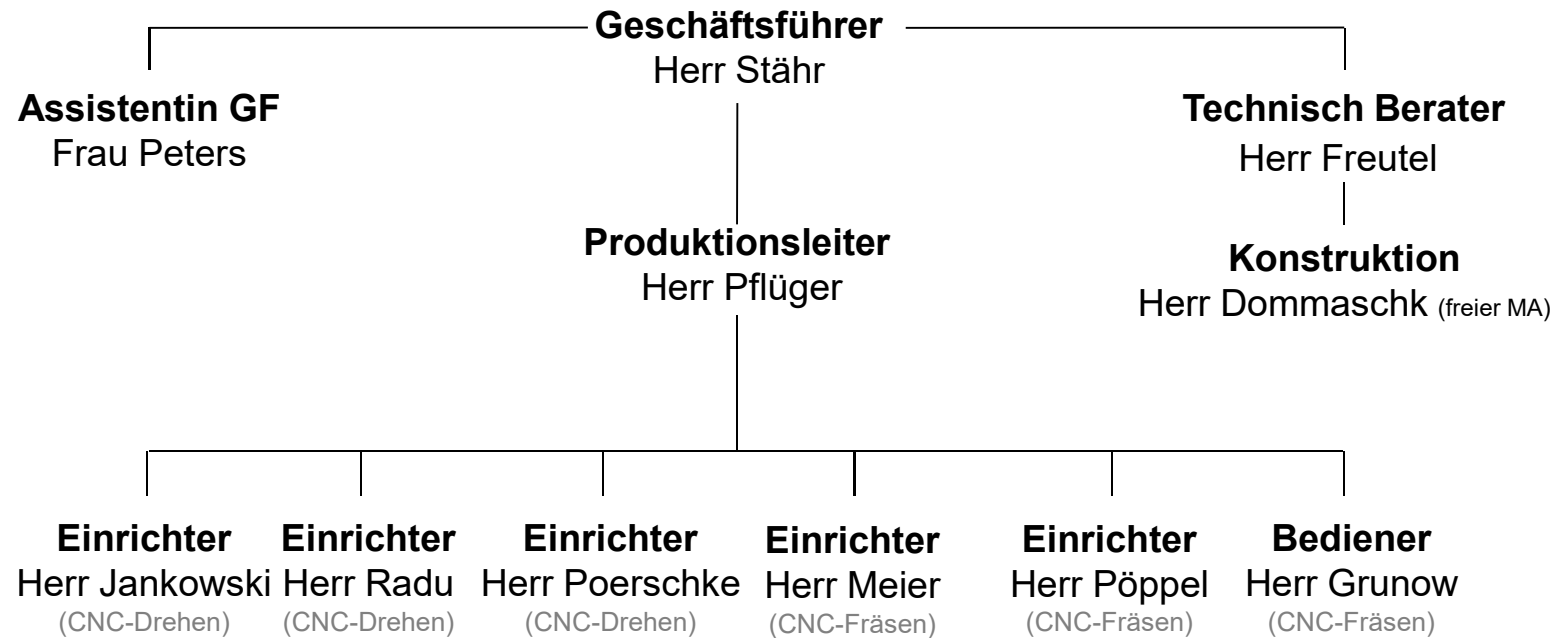 Geschäftsführer
Herr Stähr
Assistentin GF
Frau Peters
Technisch Berater
Herr Freutel
Produktionsleiter
Herr Pflüger
Konstruktion
Herr Dommaschk (freier MA)
Einrichter
Herr Jankowski
(CNC-Drehen)
Einrichter
Herr Radu
(CNC-Drehen)
Einrichter
Herr Poerschke
(CNC-Drehen)
Einrichter
Herr Meier
(CNC-Fräsen)
Einrichter
Herr Pöppel
(CNC-Fräsen)
Bediener
Herr Grunow
(CNC-Fräsen)